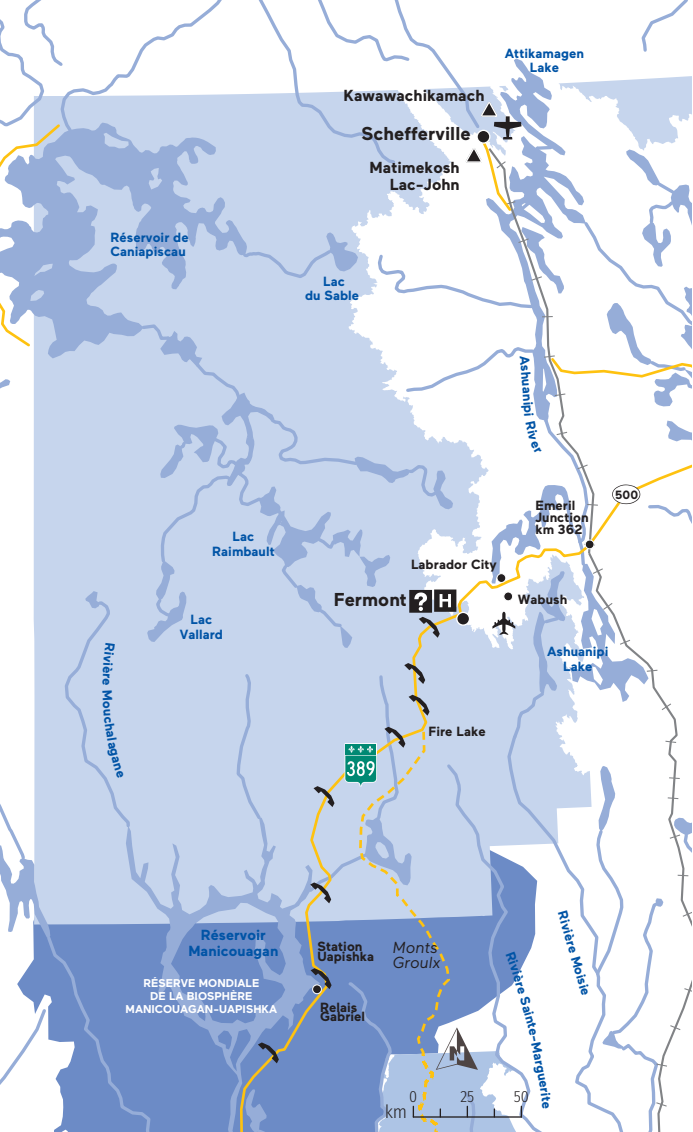 Attikamagen
Lake
Kawawachikamach
Schefferville
Matimekosh
Lac-John
Réservoir de
Caniapiscau
Lac
du Sable
Ashuanipi River
500
Emeril
Junction
km 362
Lac
Raimbault
Labrador City
Fermont ? H
Wabush
Lac
Vallard
Ashuanipi
Lake
Rivière Mouchalagane
Fire Lake
389
Réservoir
Manicouagan
Station
Uapishka
Monts
Groulx
Rivière Moisie
Rivière Sainte-Marguerite
RÉSERVE MONDIALE
DE LA BIOSPHÈRE
MANICOUAGAN-UAPISHKA
Relais
Gabriel
N
0 25 50
km